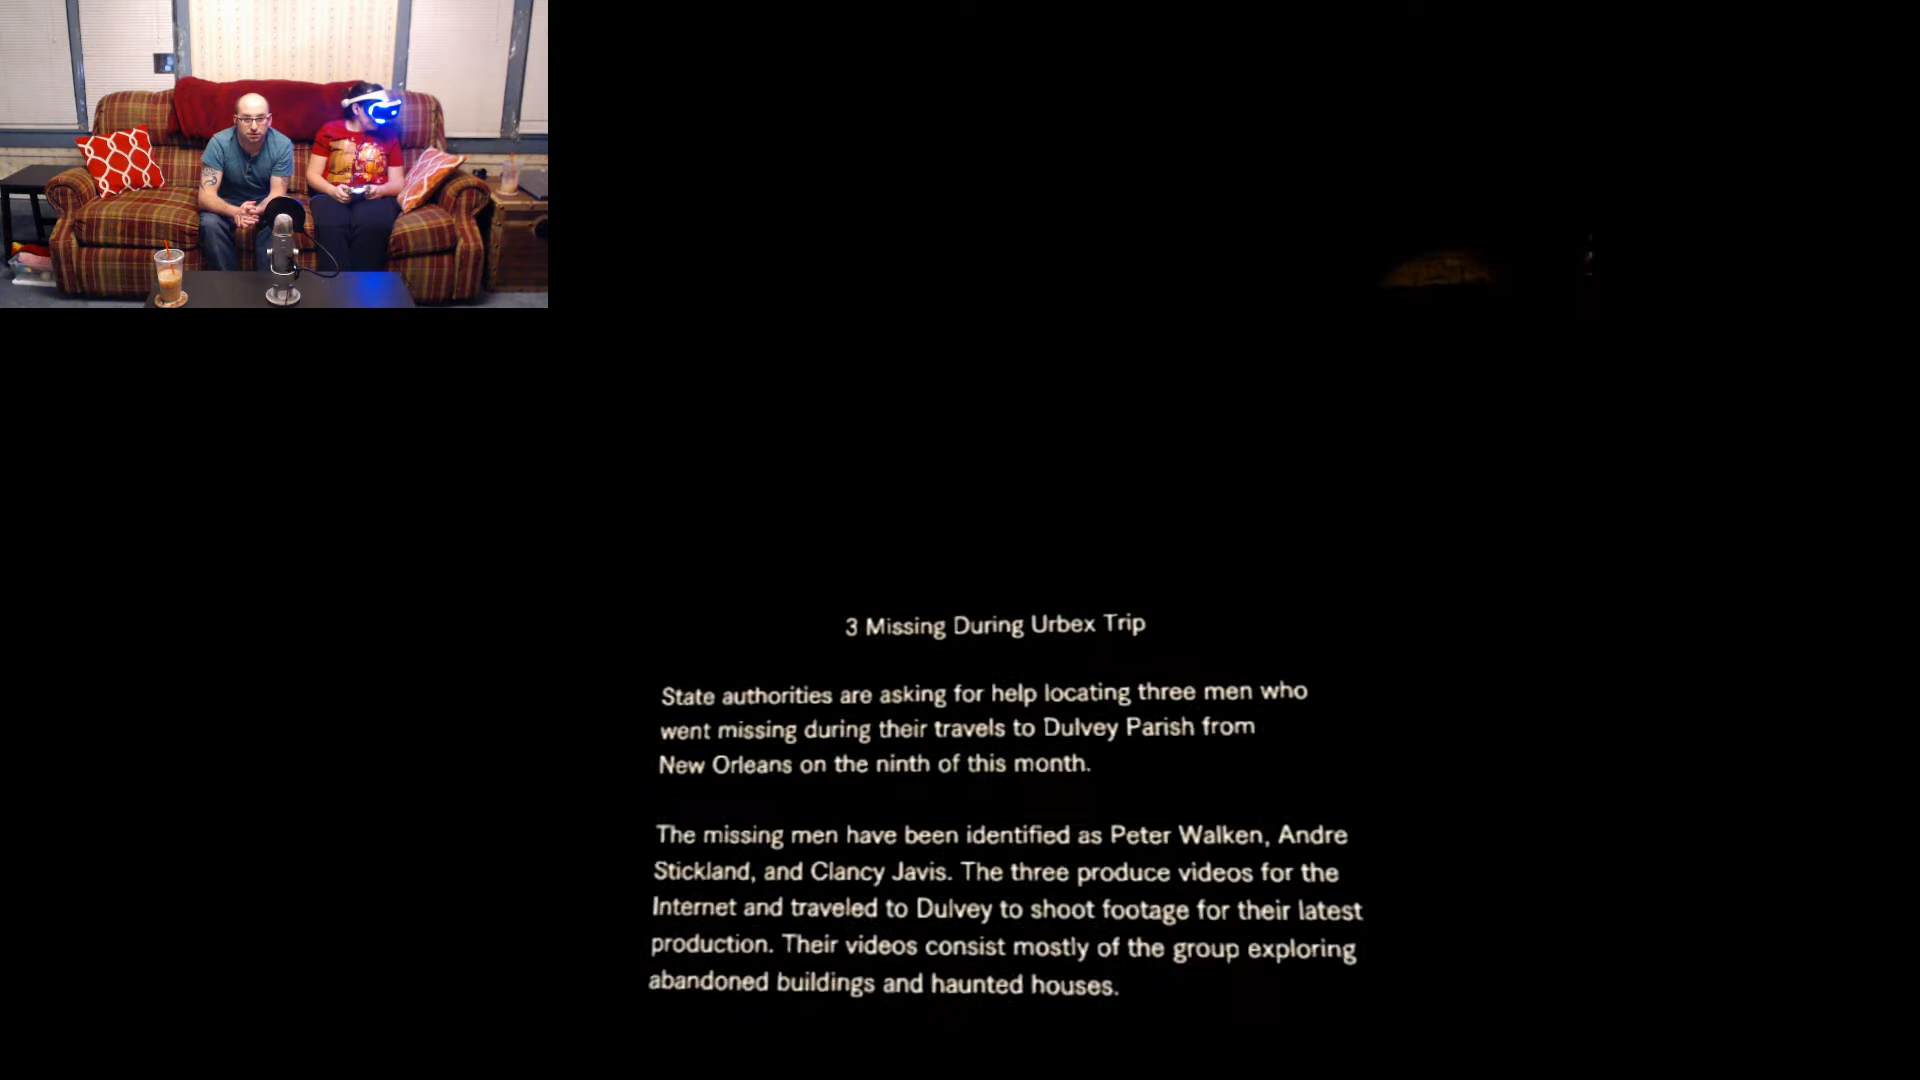 3 Missing During Urbex Trip
State authorities are asking for help locating three men who
went missing during their travels to Dulvey Parish from
New Orleans on the ninth of this month.
The missing men have been identified as Peter Walken, Andre
Stickland, and Clancy Javis. The three produce videos for the
Internet and traveled to Dulvey to shoot footage for their latest
production. Their videos consist mostly of the group exploring
abandoned buildings and haunted houses.